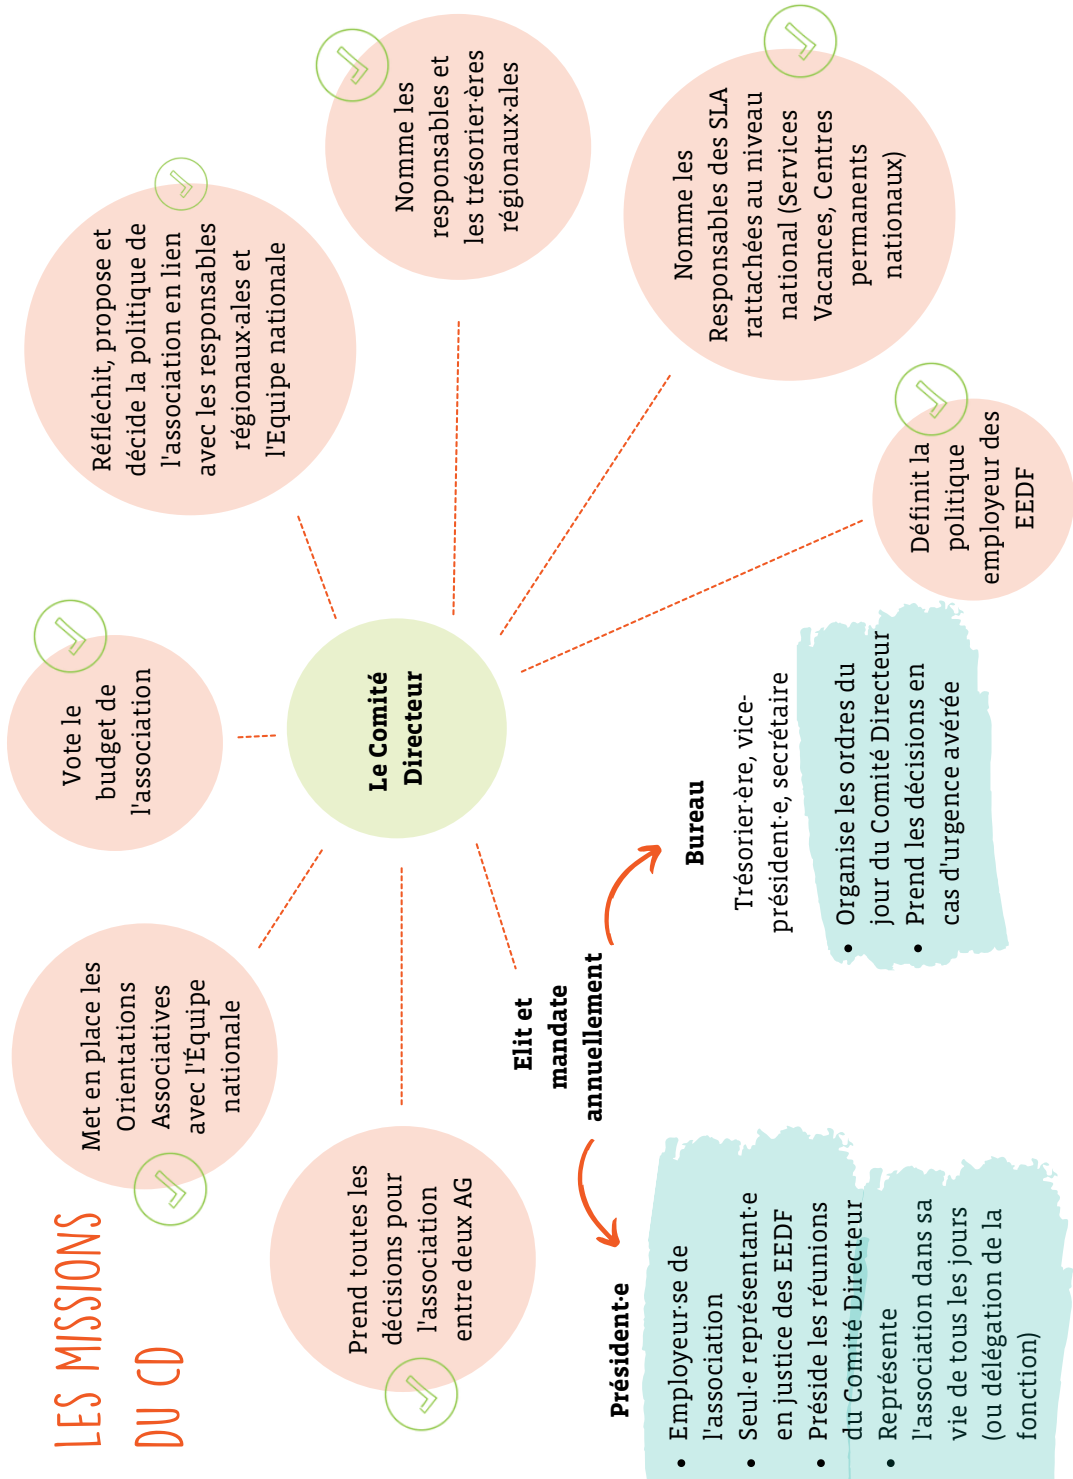 LES MISSIONS
DU CD
Met en place les
Orientations
Associatives
avec l'Équipe
nationale
Vote le
budget de
l'association
Réfléchit, propose et
décide la politique de
l'association en lien
avec les responsables
régionaux·ales et
l'Equipe nationale
Nomme les
responsables et
les trésorier·ères
régionaux·ales
Nomme les
Responsables des SLA
rattachées au niveau
national (Services
Vacances, Centres
permanents
nationaux)
Définit la
politique
employeur des
EEDF
Le Comité
Directeur
Prend toutes les
décisions pour
l'association
entre deux AG
Elit et
mandate
annuellement
Président·e
• Employeur·se de
l'association
• Seul·e représentant·e
en justice des EEDF
• Préside les réunions
du Comité Directeur
• Représente
l'association dans sa
vie de tous les jours
(ou délégation de la
fonction)
Bureau
Trésorier·ère, vice-
président·e, secrétaire
• Organise les ordres du
jour du Comité Directeur
• Prend les décisions en
cas d'urgence avérée